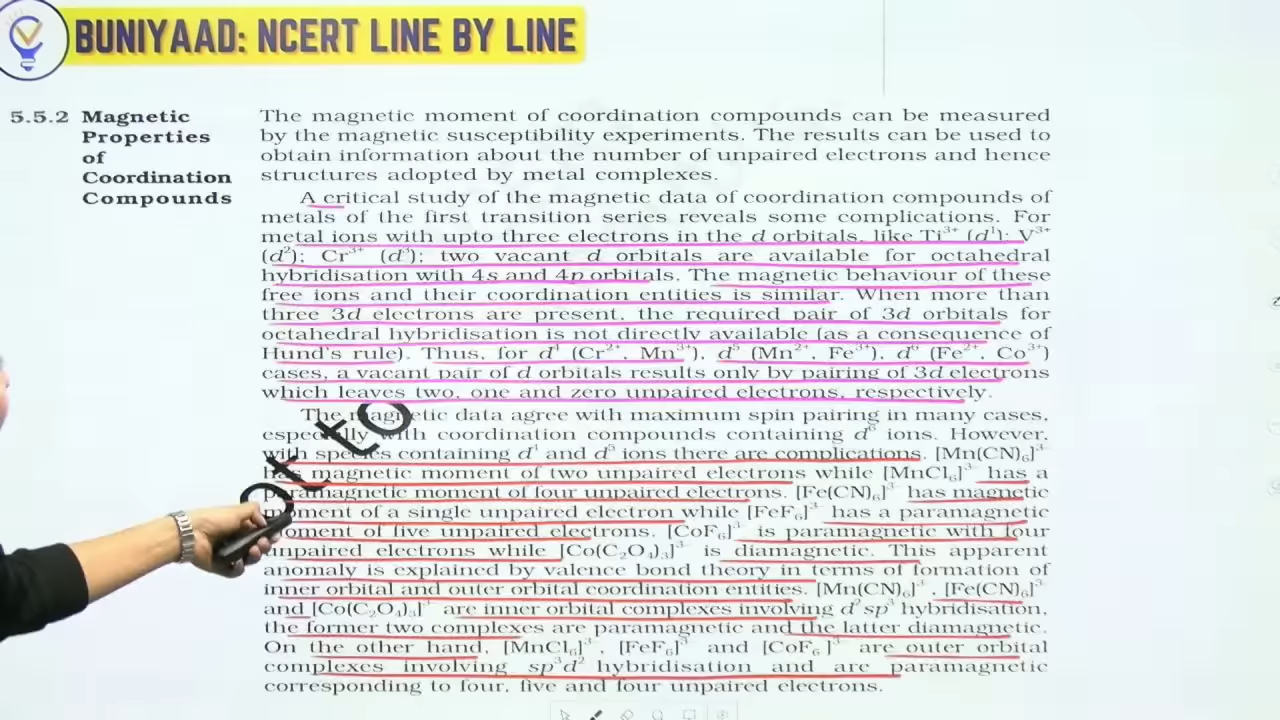 BUNIYAAD: NCERT LINE BY LINE
5.5.2 Magnetic
Properties
of
Coordination
Compounds
The magnetic moment of coordination compounds can be measured
by the magnetic susceptibility experiments. The results can be used to
obtain information about the number of unpaired electrons and hence
structures adopted by metal complexes.
A critical study of the magnetic data of coordination compounds of
metals of the first transition series reveals some complications. For
metal ions with upto three electrons in the d orbitals, like Ti³⁺ (d¹); V³⁺
(d²); Cr³⁺ (d³); two vacant d orbitals are available for octahedral
hybridisation with 4s and 4p orbitals. The magnetic behaviour of these
free ions and their coordination entities is similar. When more than
three 3d electrons are present, the required pair of 3d orbitals for
octahedral hybridisation is not directly available (as a consequence of
Hund's rule). Thus, for d⁴ (Cr²⁺, Mn³⁺), d⁵ (Mn²⁺, Fe³⁺), d⁶ (Fe²⁺, Co³⁺)
cases, a vacant pair of d orbitals results only by pairing of 3d electrons
which leaves two, one and zero unpaired electrons, respectively.
The magnetic data agree with maximum spin pairing in many cases,
especially with coordination compounds containing d⁶ ions. However,
with species containing d⁴ and d⁵ ions there are complications. [Mn(CN)₆]³⁻
has magnetic moment of two unpaired electrons while [MnCl₆]³⁻ has a
paramagnetic moment of four unpaired electrons. [Fe(CN)₆]³⁻ has magnetic
moment of a single unpaired electron while [FeF₆]³⁻ has a paramagnetic
moment of five unpaired electrons. [CoF₆]³⁻ is paramagnetic with four
unpaired electrons while [Co(C₂O₄)₃]³⁻ is diamagnetic. This apparent
anomaly is explained by valence bond theory in terms of formation of
inner orbital and outer orbital coordination entities. [Mn(CN)₆]³⁻, [Fe(CN)₆]³⁻
and [Co(C₂O₄)₃]³⁻ are inner orbital complexes involving d²sp³ hybridisation,
the former two complexes are paramagnetic and the latter diamagnetic.
On the other hand, [MnCl₆]³⁻, [FeF₆]³⁻ and [CoF₆]³⁻ are outer orbital
complexes involving sp³d² hybridisation and are paramagnetic
corresponding to four, five and four unpaired electrons.
ot to